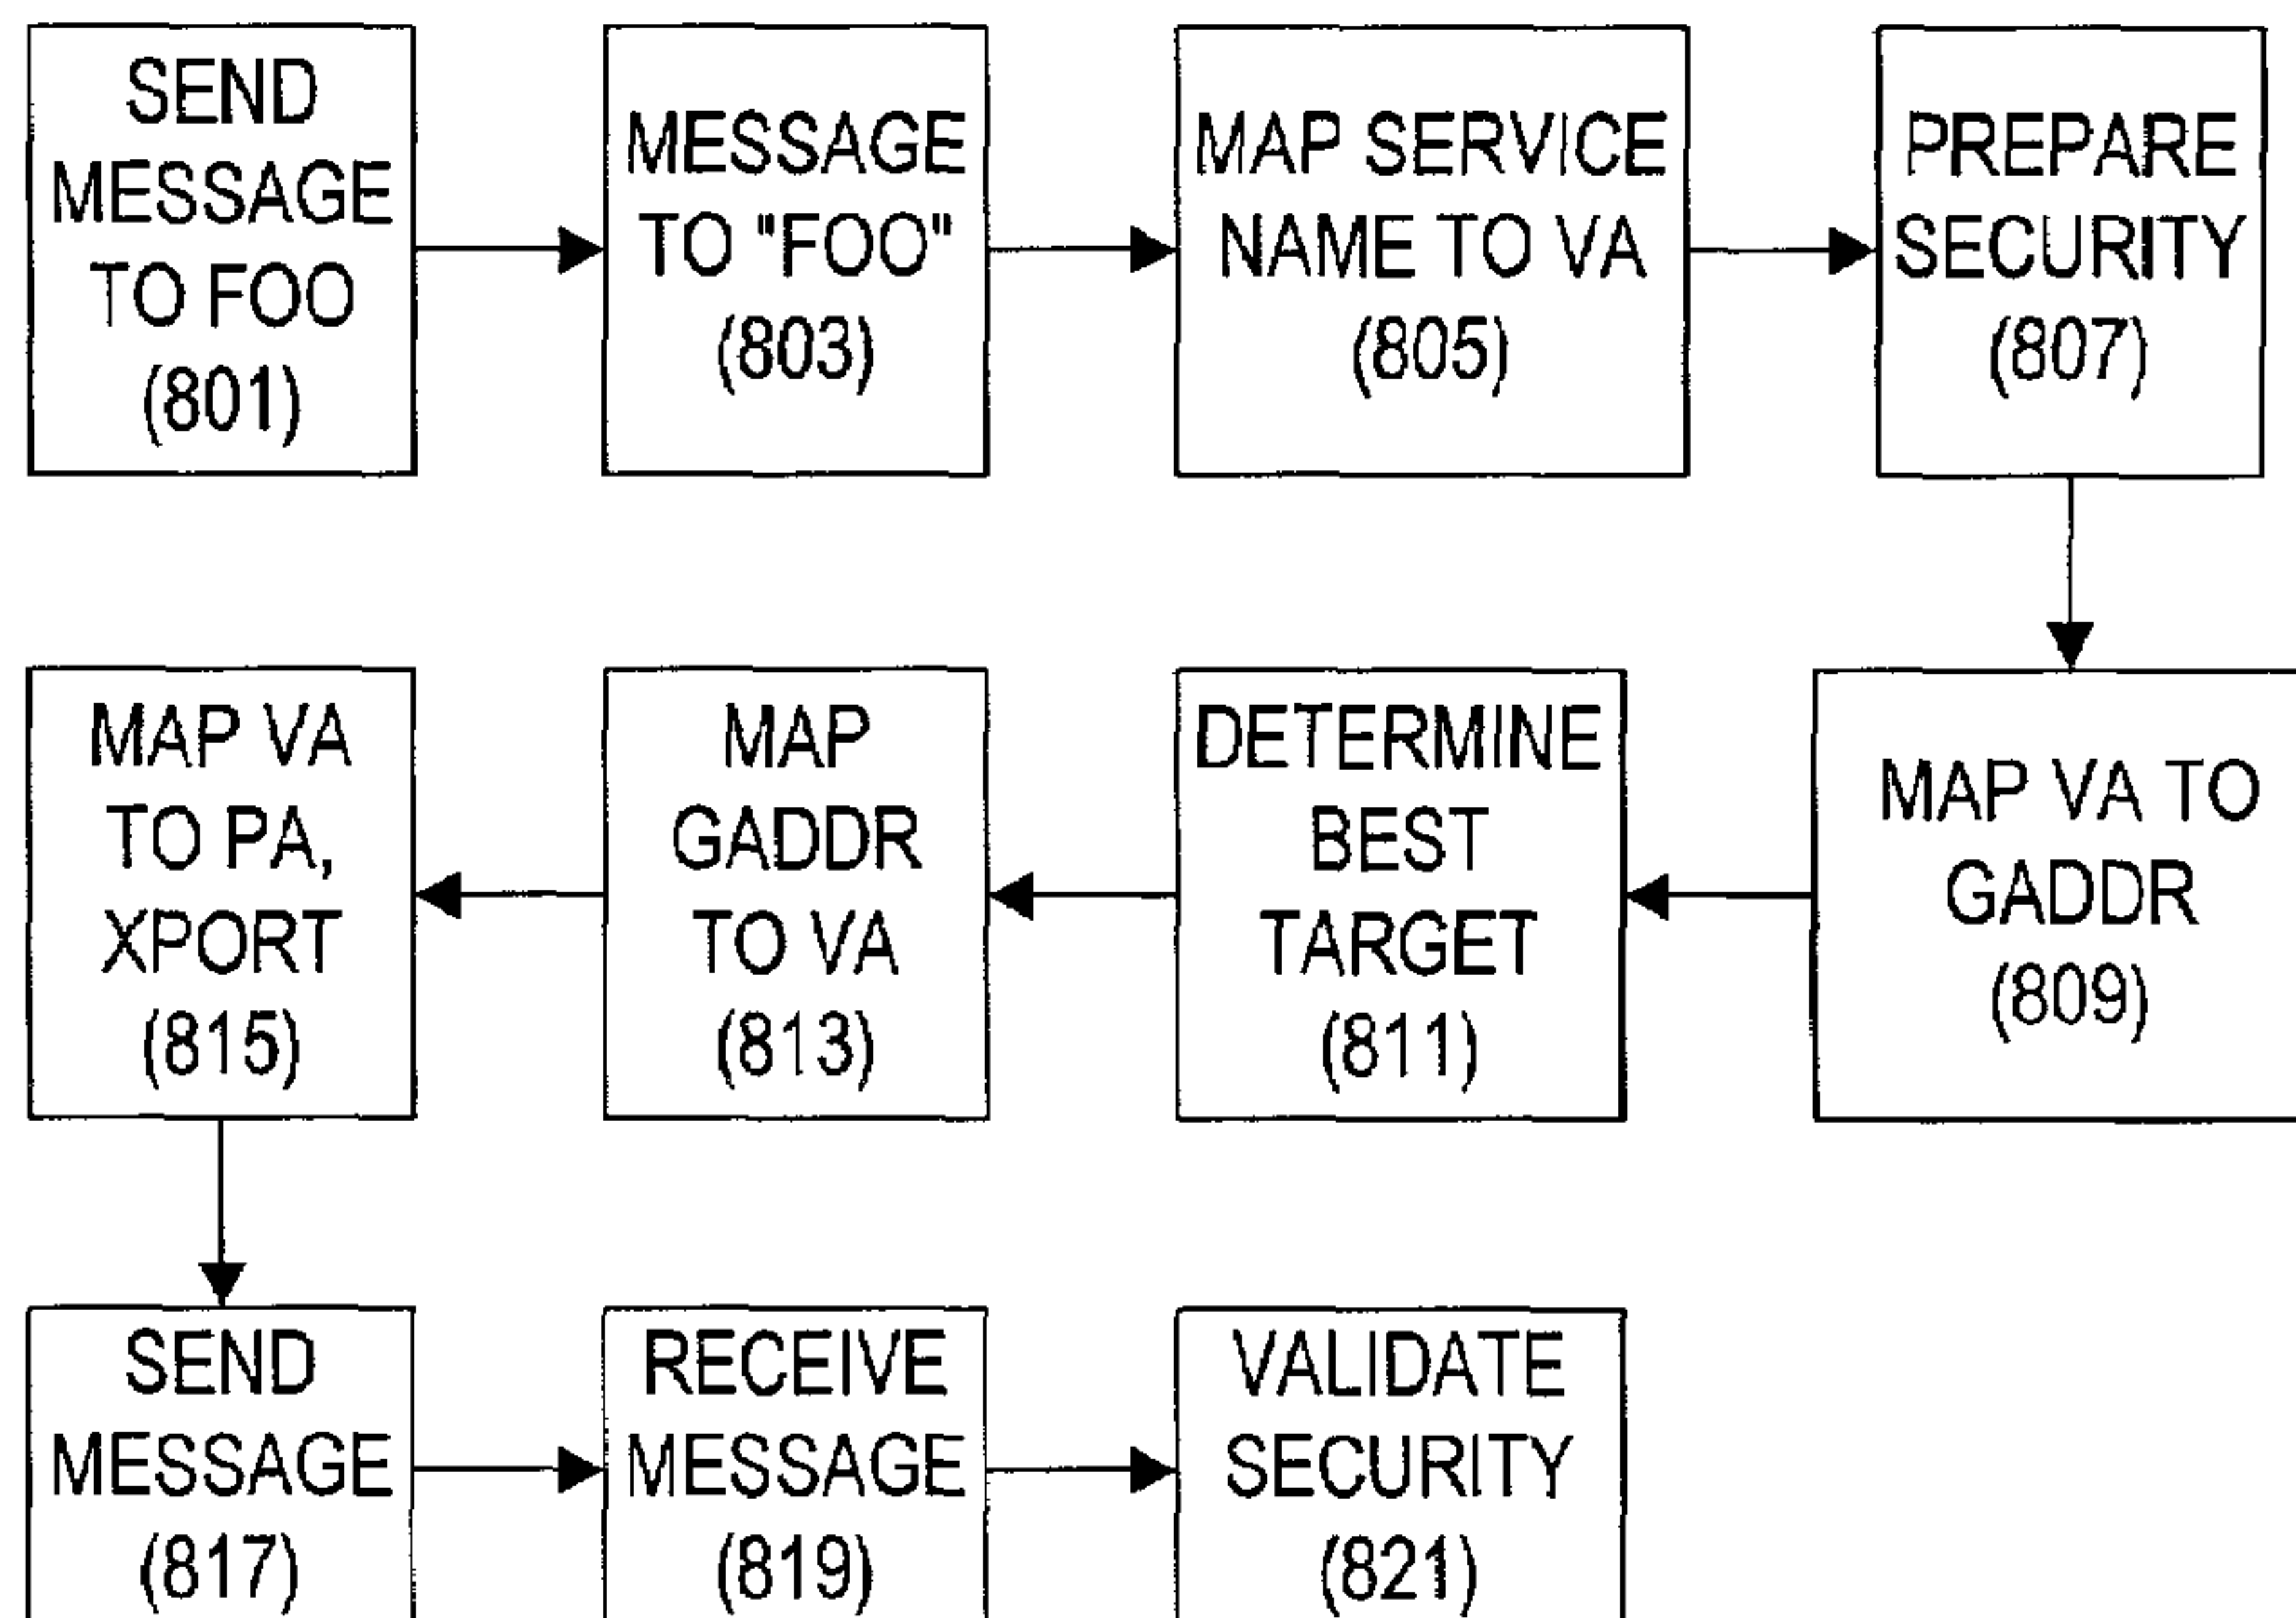 SEND
MESSAGE
TO FOO
(801)
MESSAGE
TO "FOO"
(803)
MAP SERVICE
NAME TO VA
(805)
PREPARE
SECURITY
(807)
MAP VA TO
GADDR
(809)
DETERMINE
BEST
TARGET
(811)
MAP
GADDR
TO VA
(813)
MAP VA
TO PA,
XPORT
(815)
SEND
MESSAGE
(817)
RECEIVE
MESSAGE
(819)
VALIDATE
SECURITY
(821)